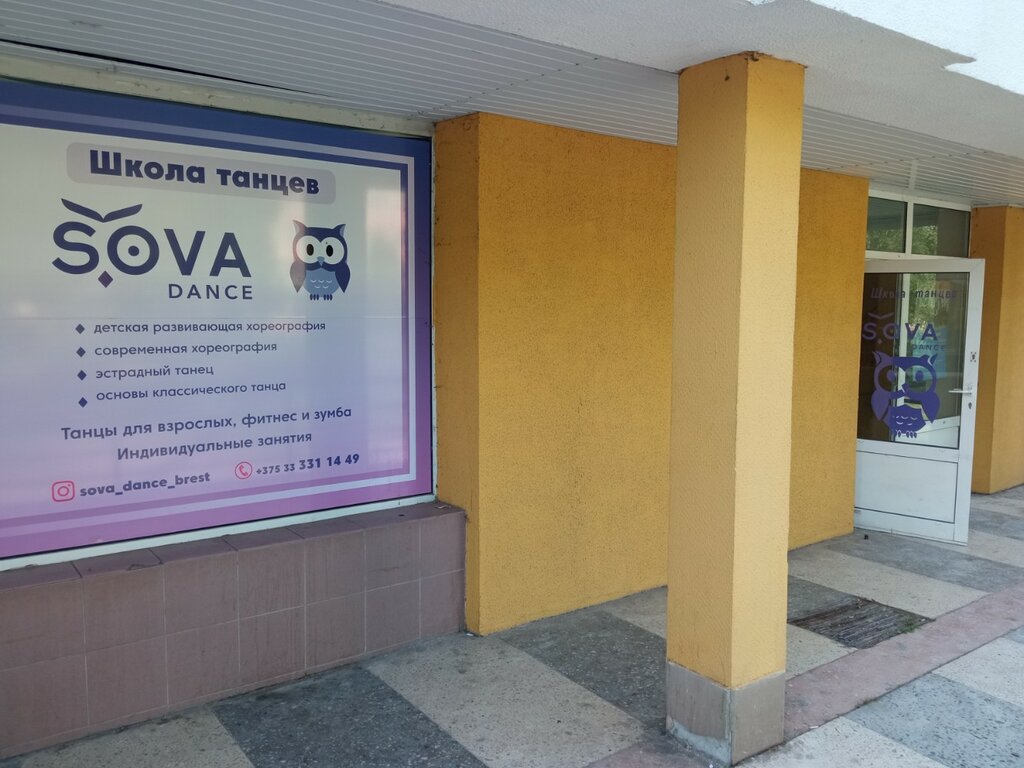 Школа танцев
SOVA
DANCE
детская развивающая хореография
современная хореография
эстрадный танец
основы классического танца
Танцы для взрослых, фитнес и зумба
Индивидуальные занятия
sova_dance_brest
+375 33 331 14 49
Школа танцев
SOVA
DANCE